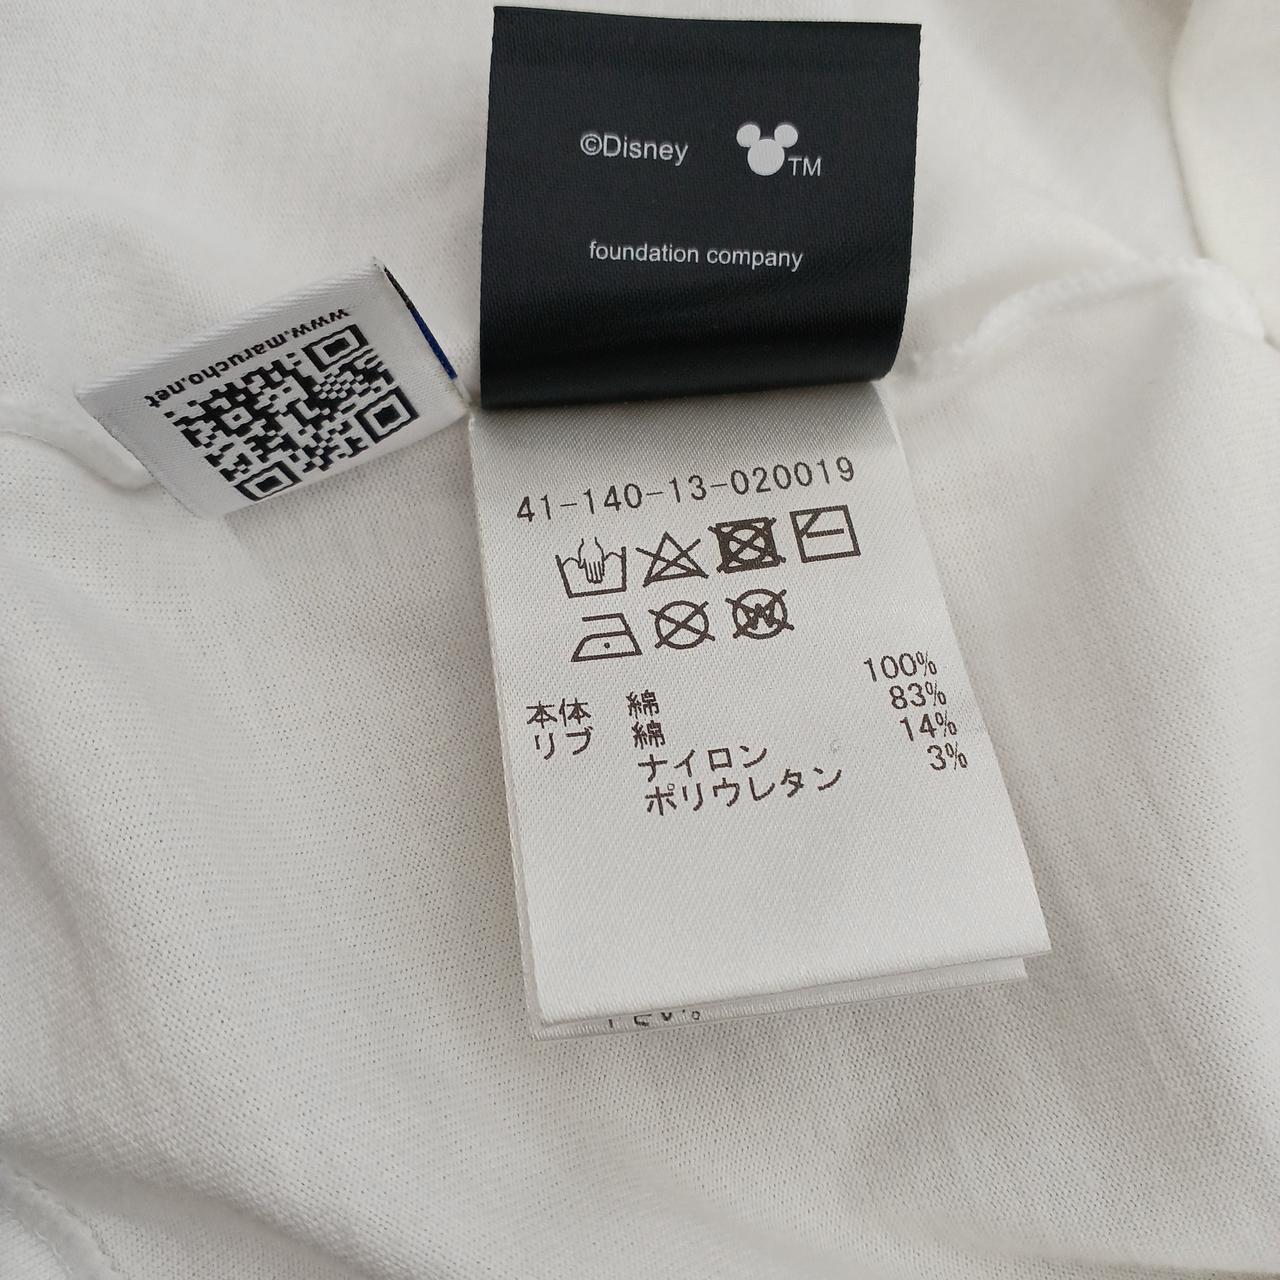 ©Disney TM
foundation company
www.marucho.net
41-140-13-020019
本体 綿 100%
リブ 綿 83%
ナイロン 14%
ポリウレタン 3%